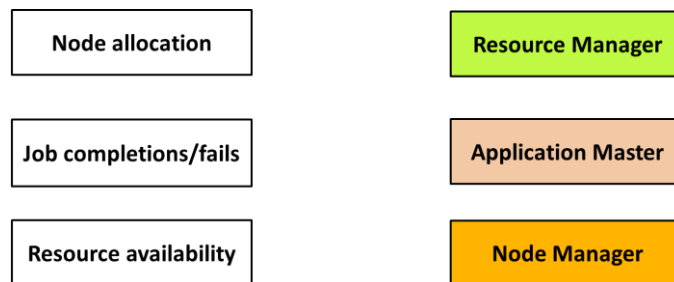 Node allocation
Resource Manager
Job completions/fails
Application Master
Resource availability
Node Manager